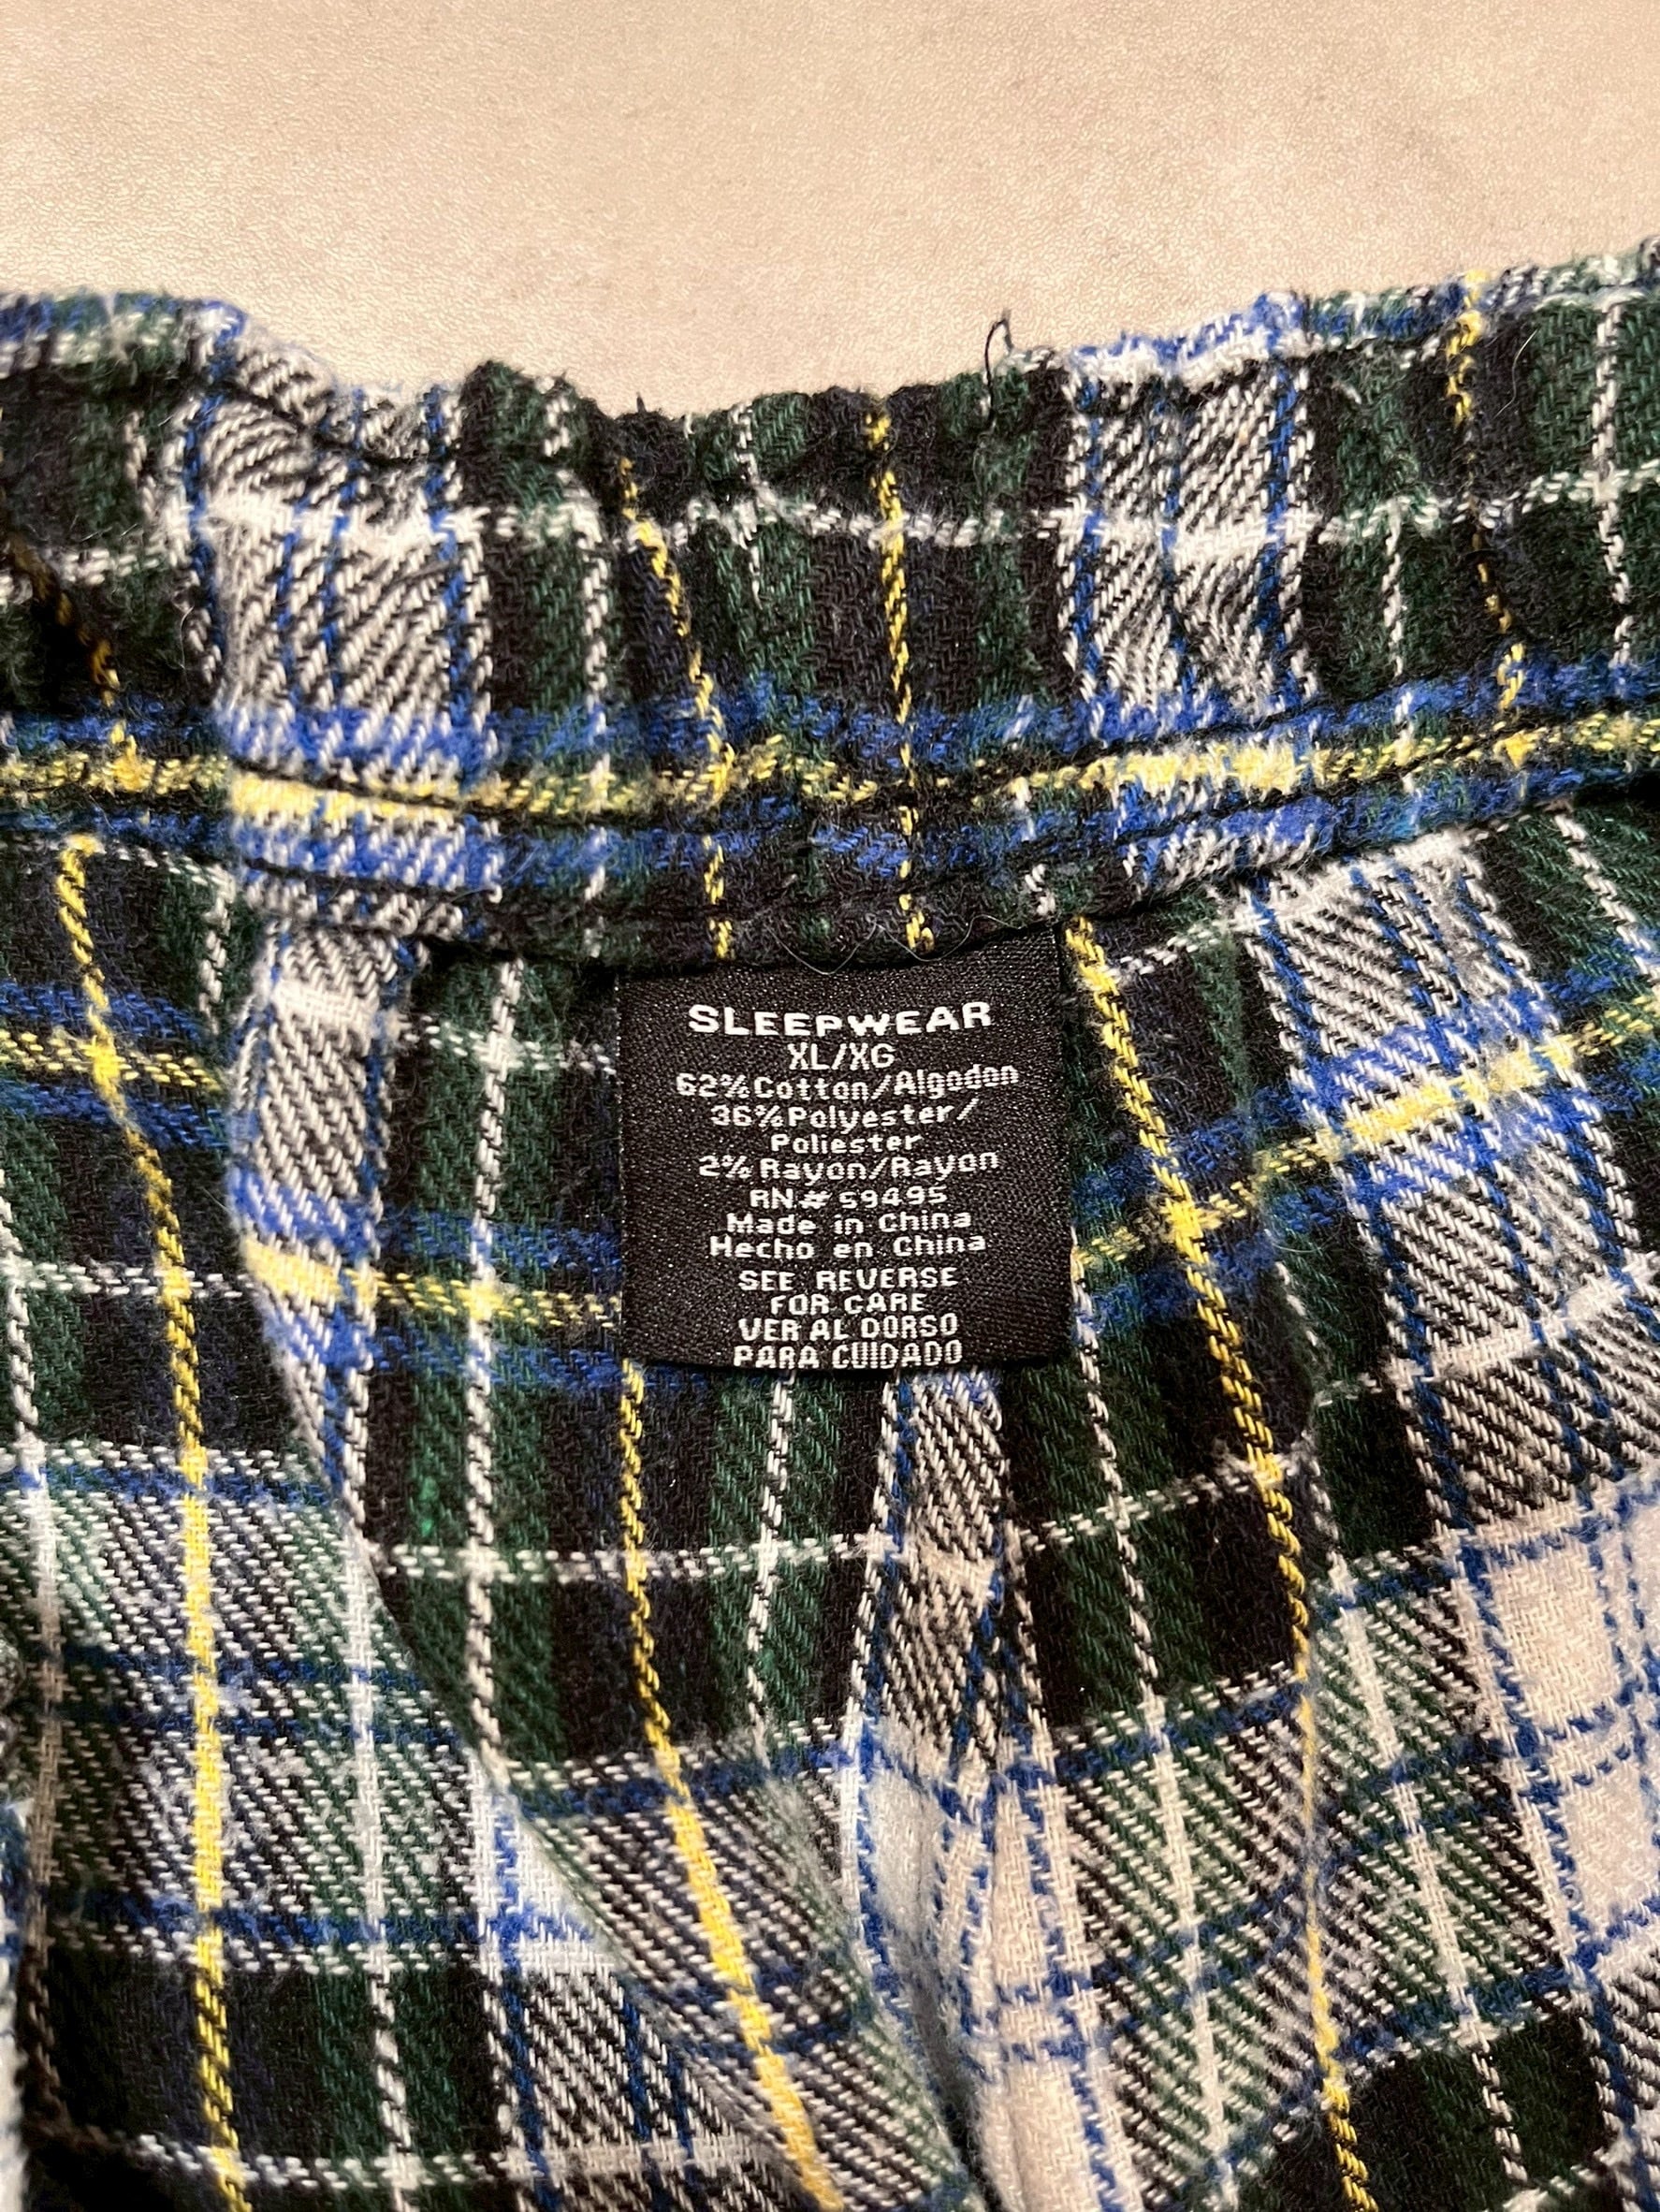 SLEEPWEAR
XL/XG
62% Cotton/Algodon
36% Polyester/
Poliester
2% Rayon/Rayon
RN# 59495
Made in China
Hecho en China
SEE REVERSE
FOR CARE
VER AL DORSO
PARA CUIDADO